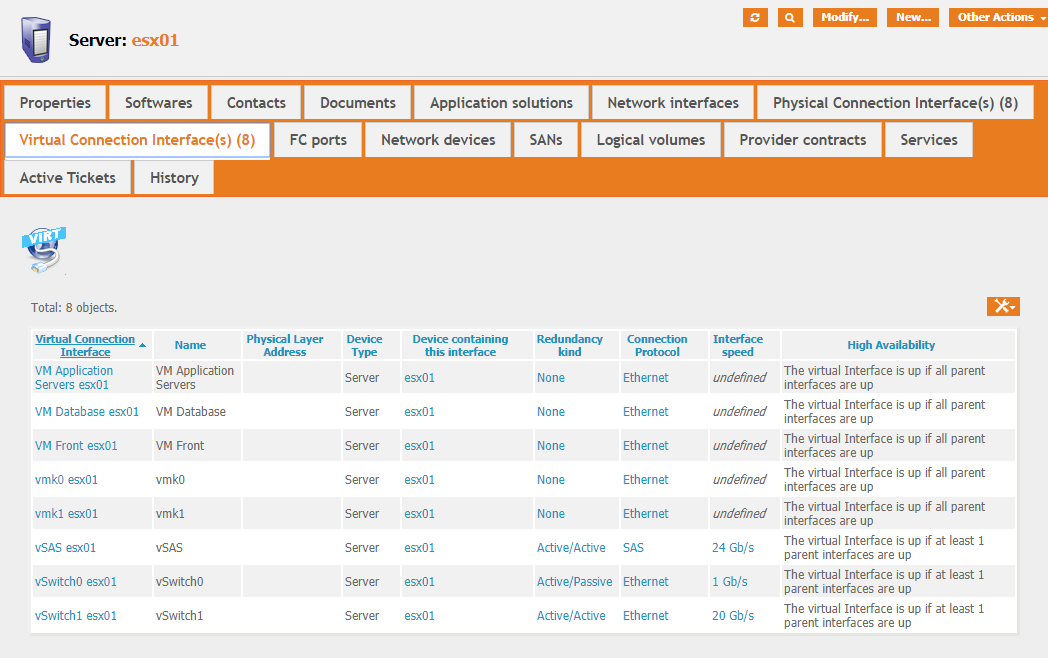 Modify... New... Other Actions
Server: esx01
Properties Softwares Contacts Documents Application solutions Network interfaces Physical Connection Interface(s) (8)
Virtual Connection Interface(s) (8) FC ports Network devices SANs Logical volumes Provider contracts Services
Active Tickets History
VIRT
Total: 8 objects.
Virtual Connection Physical Layer Device Device containing Redundancy Connection Interface
Interface Name Address Type this interface kind Protocol speed High Availability
VM Application VM Application The virtual Interface is up if all parent
Servers esx01 Servers Server esx01 None Ethernet undefined interfaces are up
VM Database esx01 VM Database Server esx01 None Ethernet undefined The virtual Interface is up if all parent
interfaces are up
VM Front esx01 VM Front Server esx01 None Ethernet undefined The virtual Interface is up if all parent
interfaces are up
vmk0 esx01 vmk0 Server esx01 None Ethernet undefined The virtual Interface is up if all parent
interfaces are up
vmk1 esx01 vmk1 Server esx01 None Ethernet undefined The virtual Interface is up if all parent
interfaces are up
vSAS esx01 vSAS Server esx01 Active/Active SAS 24 Gb/s The virtual Interface is up if at least 1
parent interfaces are up
vSwitch0 esx01 vSwitch0 Server esx01 Active/Passive Ethernet 1 Gb/s The virtual Interface is up if at least 1
parent interfaces are up
vSwitch1 esx01 vSwitch1 Server esx01 Active/Active Ethernet 20 Gb/s The virtual Interface is up if at least 1
parent interfaces are up